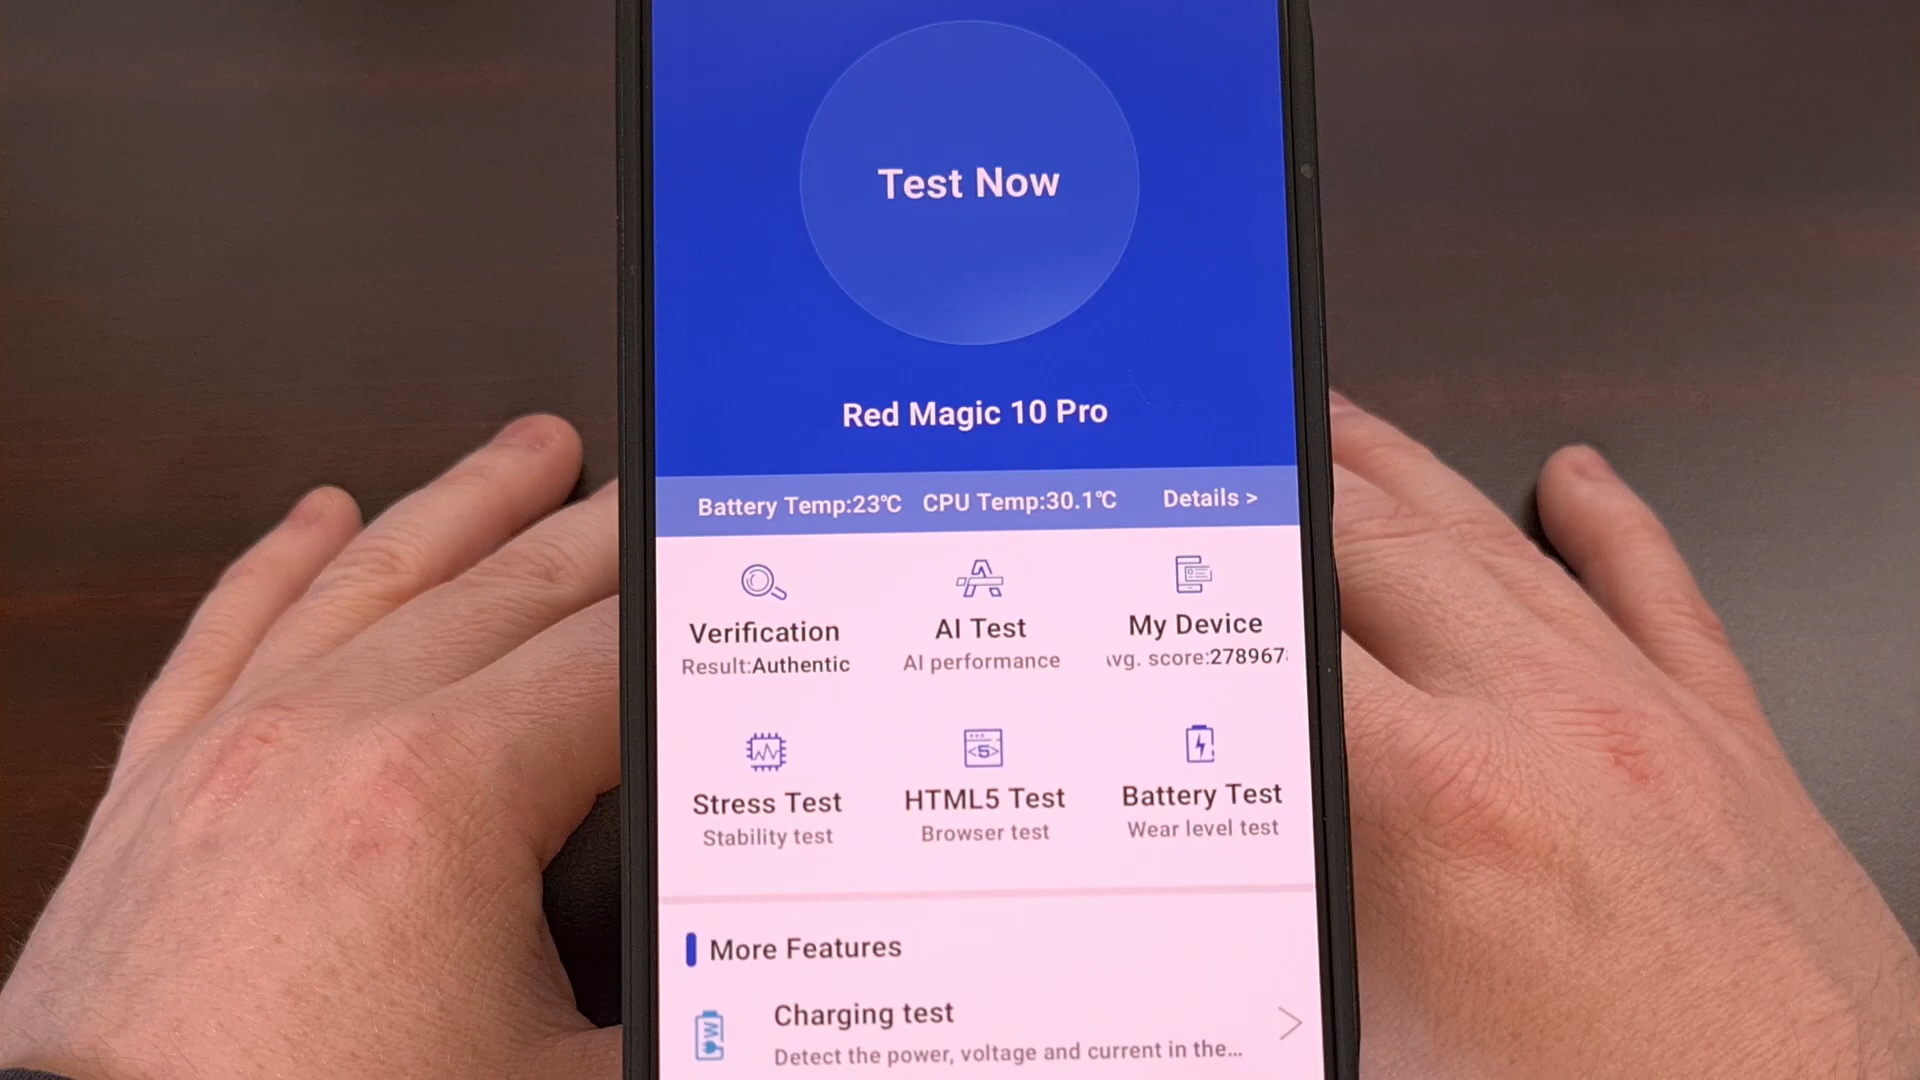 Test Now
Red Magic 10 Pro
Battery Temp:23℃ CPU Temp:30.1℃ Details >
Verification AI Test My Device
Result:Authentic AI performance vg. score:278967
<5>
Stress Test HTML5 Test Battery Test
Stability test Browser test Wear level test
More Features
W
Charging test
Detect the power, voltage and current in the...